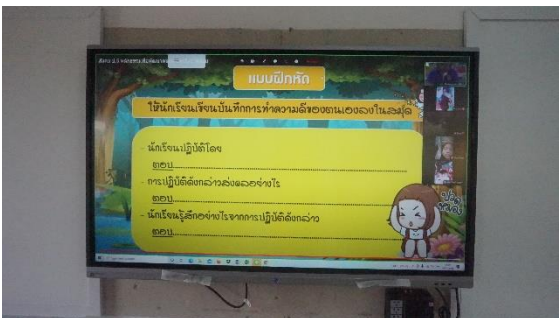 แบบฝึกหัด
ให้นักเรียนเขียนบันทึกการทำความดีของตนเองลงในสมุด
- นักเรียนปฏิบัติโดย
ตอบ
- การปฏิบัติดังกล่าวส่งผลอย่างไร
ตอบ
- นักเรียนรู้สึกอย่างไรจากการปฏิบัติดังกล่าว
ตอบ